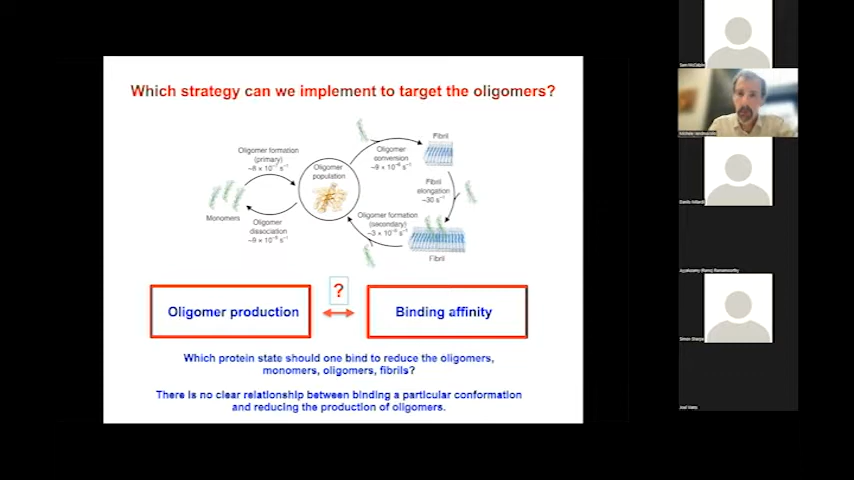 Which strategy can we implement to target the oligomers?
Oligomer formation
(primary)
Monomers
Oligomer
dissociation
Oligomer
population
Oligomer
conversion
Fibril
Fibril
elongation
~30 s⁻¹
Oligomer formation
(secondary)
Fibril
Oligomer production
?
Binding affinity
Which protein state should one bind to reduce the oligomers,
monomers, oligomers, fibrils?
There is no clear relationship between binding a particular conformation
and reducing the production of oligomers.